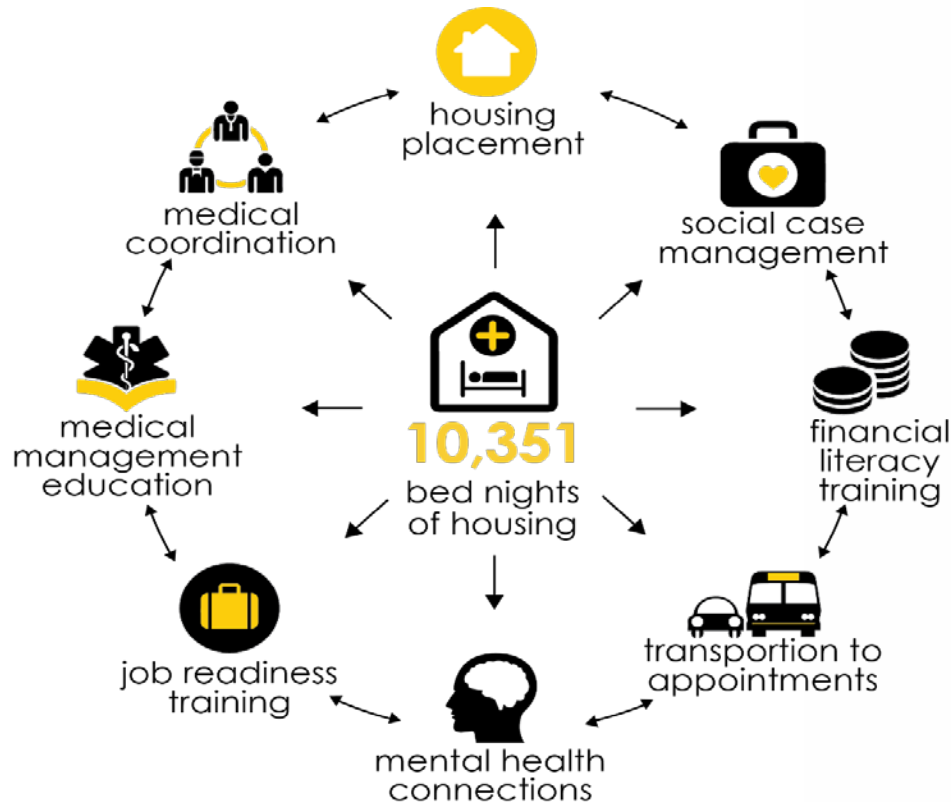 housing
placement
medical
coordination
social case
management
medical
management
education
10,351
bed nights
of housing
financial
literacy
training
job readiness
training
transportion to
appointments
mental health
connections